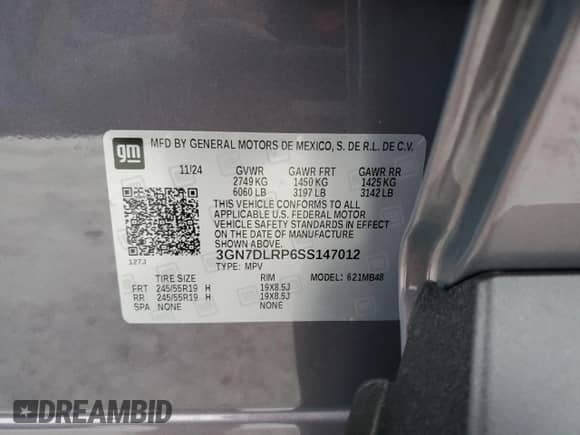 gm
MFD BY GENERAL MOTORS DE MEXICO, S. DE R.L. DE C.V.
11/24 GVWR GAWR FRT GAWR RR
2749 KG 1450 KG 1425 KG
6060 LB 3197 LB 3142 LB
THIS VEHICLE CONFORMS TO ALL
APPLICABLE U.S. FEDERAL MOTOR
VEHICLE SAFETY STANDARDS IN EFFECT
ON THE DATE OF MANUFACTURE SHOWN
ABOVE.
3GN7DLRP6SS147012
127J TYPE: MPV MODEL: 621MB48
TIRE SIZE RIM
FRT 245/55R19 H 19X8.5J
RR 245/55R19 H 19X8.5J
SPA NONE NONE
DREAMBID